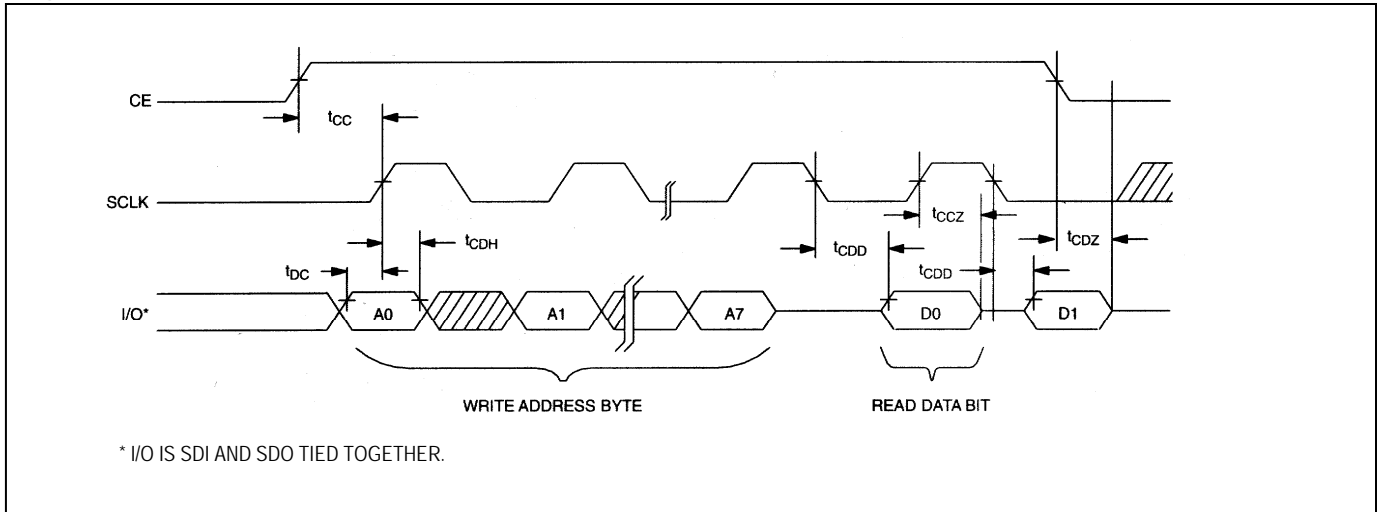 CE
tCC
SCLK
tCCZ
tCDH
tCDD
tCDZ
tDC
tCDD
I/O*
A0
A1
A7
D0
D1
WRITE ADDRESS BYTE
READ DATA BIT
* I/O IS SDI AND SDO TIED TOGETHER.